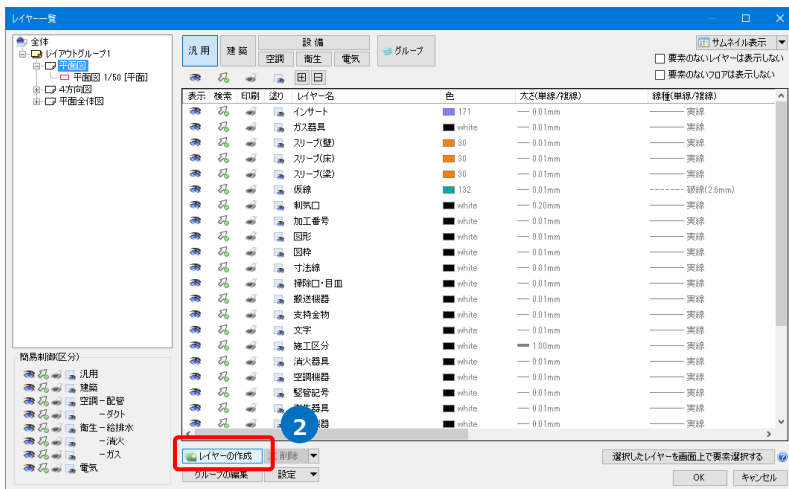 レイヤー一覧
全体
レイアウトグループ1
平面図
平面図 1/50 [平面]
4方向図
平面全体図
汎用 建築 設備 グループ
空調 衛生 電気
サムネイル表示
要素のないレイヤーは表示しない
要素のないフロアは表示しない
表示 検索 印刷 塗り レイヤー名 色 太さ(単線/複線) 線種(単線/複線)
インサート 171 0.01mm 実線
ガス器具 white 0.01mm 実線
スリーブ(壁) 30 0.01mm 実線
スリーブ(床) 30 0.01mm 実線
スリーブ(梁) 30 0.01mm 実線
仮線 132 0.01mm 破線(2.6mm)
制気口 white 0.20mm 実線
加工番号 white 0.01mm 実線
図形 white 0.01mm 実線
図枠 white 0.01mm 実線
寸法線 white 0.01mm 実線
掃除口・目皿 white 0.01mm 実線
搬送機器 white 0.01mm 実線
支持金物 white 0.01mm 実線
文字 white 0.01mm 実線
施工区分 white 1.00mm 実線
消火器具 white 0.01mm 実線
空調機器 white 0.01mm 実線
竪管記号 white 0.01mm 実線
器具 white 0.01mm 実線
器 white 0.01mm 実線
簡易制御(区分)
汎用
建築
空調-配管
-ダクト
衛生-給排水
-消火
-ガス
電気
2
レイヤーの作成 削除 選択したレイヤーを画面上で要素選択する
グループの編集 設定 OK キャンセル